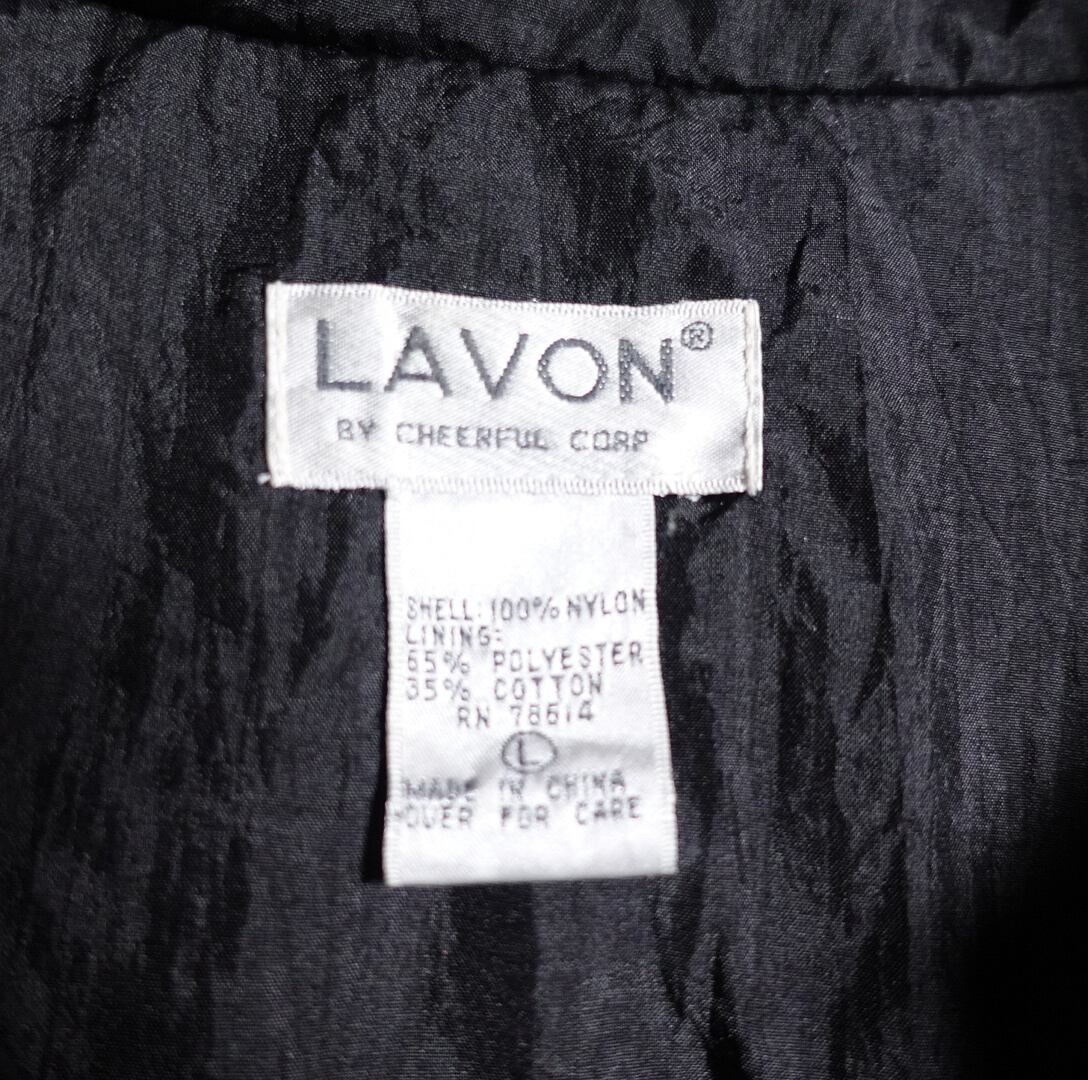 LAVON®
BY CHEERFUL CORP
SHELL: 100% NYLON
LINING:
65% POLYESTER
35% COTTON
RN 78614
L
MADE IN CHINA
OVER FOR CARE